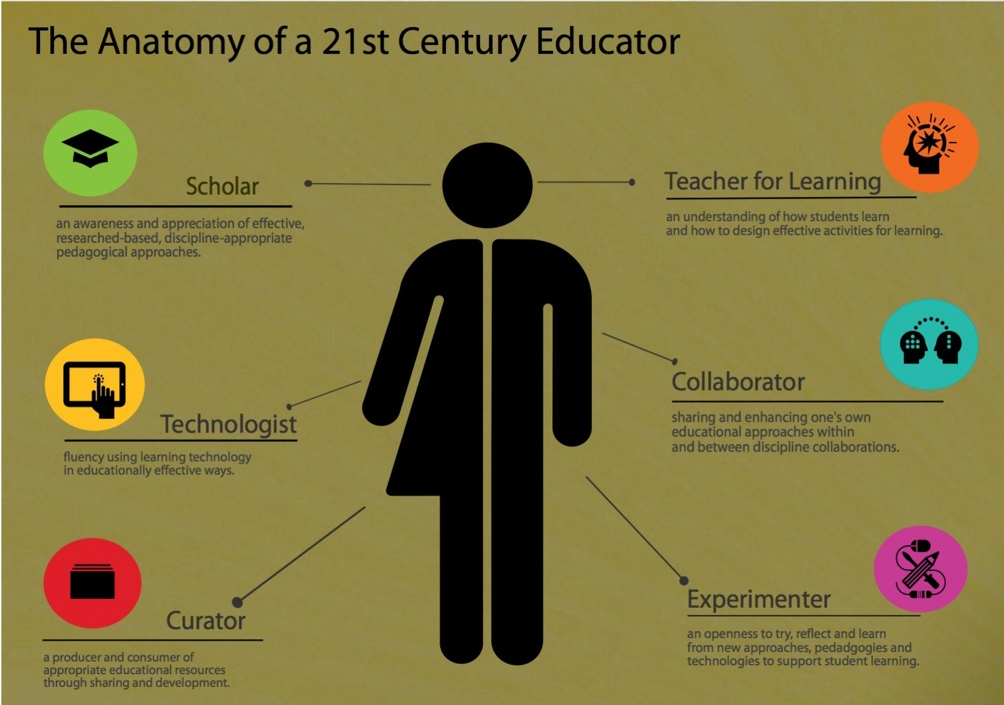 The Anatomy of a 21st Century Educator
Scholar
an awareness and appreciation of effective,
researched-based, discipline-appropriate
pedagogical approaches.
Teacher for Learning
an understanding of how students learn
and how to design effective activities for learning.
Technologist
fluency using learning technology
in educationally effective ways.
Collaborator
sharing and enhancing one's own
educational approaches within
and between discipline collaborations.
Curator
a producer and consumer of
appropriate educational resources
through sharing and development.
Experimenter
an openness to try, reflect and learn
from new approaches, pedadgogies and
technologies to support student learning.